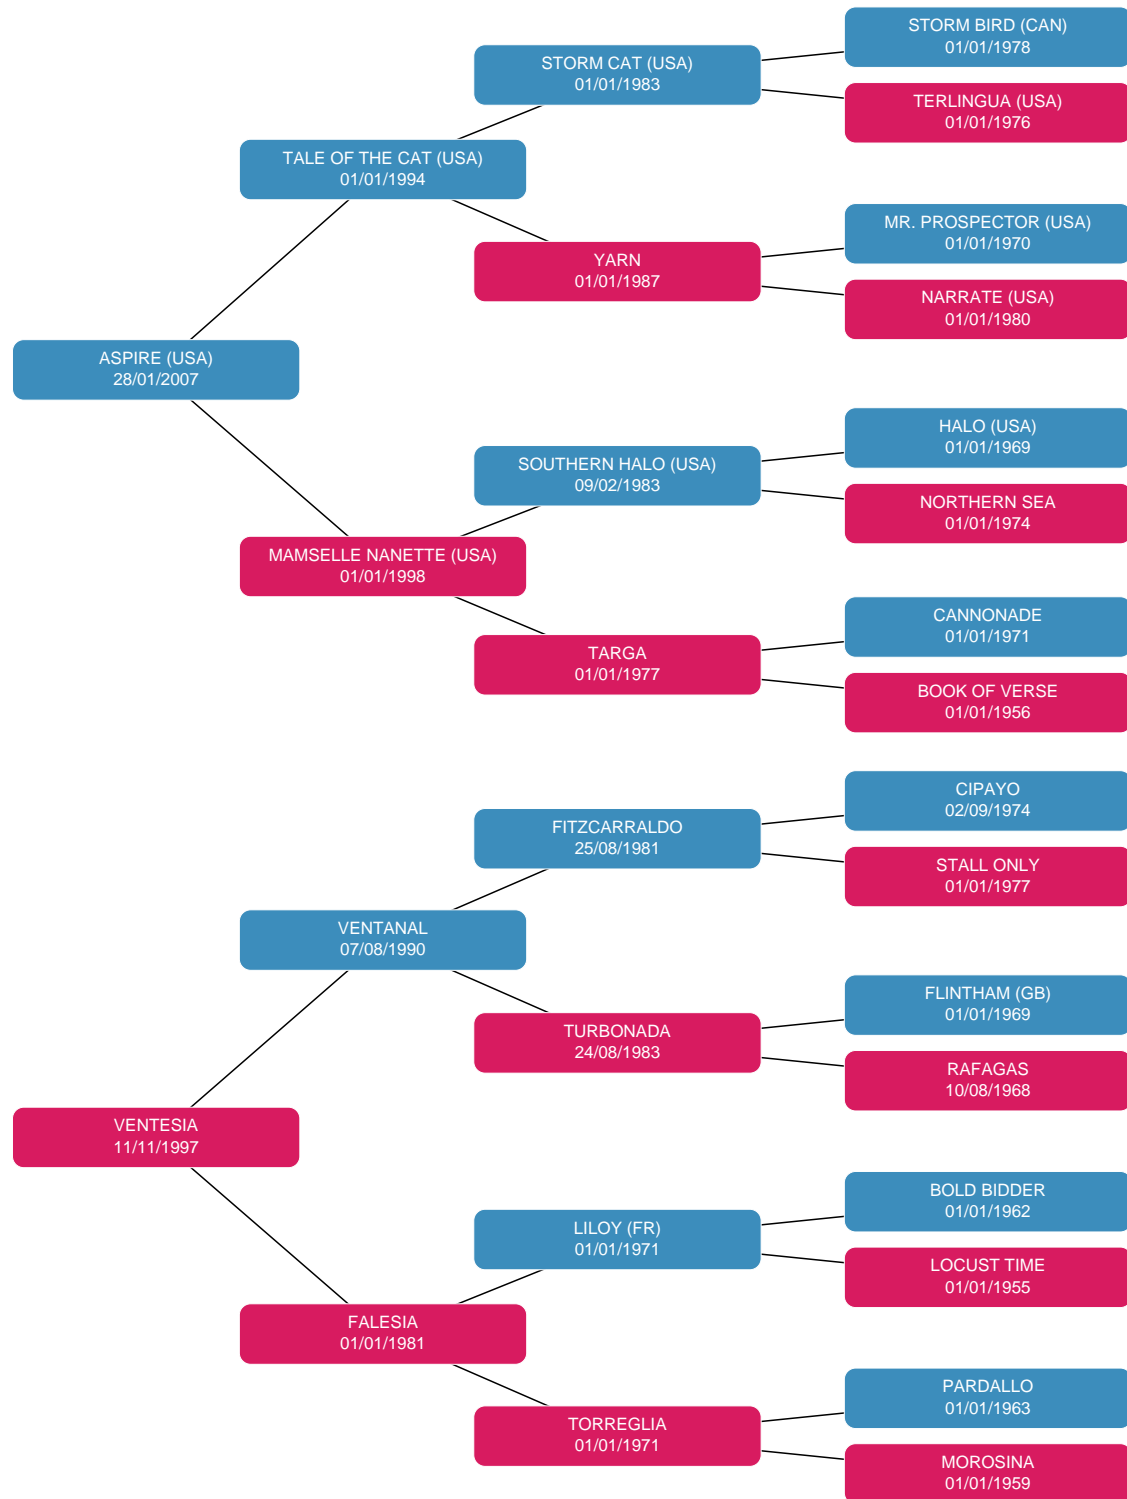 STORM BIRD (CAN)
01/01/1978
STORM CAT (USA)
01/01/1983
TERLINGUA (USA)
01/01/1976
TALE OF THE CAT (USA)
01/01/1994
MR. PROSPECTOR (USA)
01/01/1970
YARN
01/01/1987
NARRATE (USA)
01/01/1980
ASPIRE (USA)
28/01/2007
HALO (USA)
01/01/1969
SOUTHERN HALO (USA)
09/02/1983
NORTHERN SEA
01/01/1974
MAMSELLE NANETTE (USA)
01/01/1998
CANNONADE
01/01/1971
TARGA
01/01/1977
BOOK OF VERSE
01/01/1956
CIPAYO
02/09/1974
FITZCARRALDO
25/08/1981
STALL ONLY
01/01/1977
VENTANAL
07/08/1990
FLINTHAM (GB)
01/01/1969
TURBONADA
24/08/1983
RAFAGAS
10/08/1968
VENTESIA
11/11/1997
BOLD BIDDER
01/01/1962
LILOY (FR)
01/01/1971
LOCUST TIME
01/01/1955
FALESIA
01/01/1981
PARDALLO
01/01/1963
TORREGLIA
01/01/1971
MOROSINA
01/01/1959